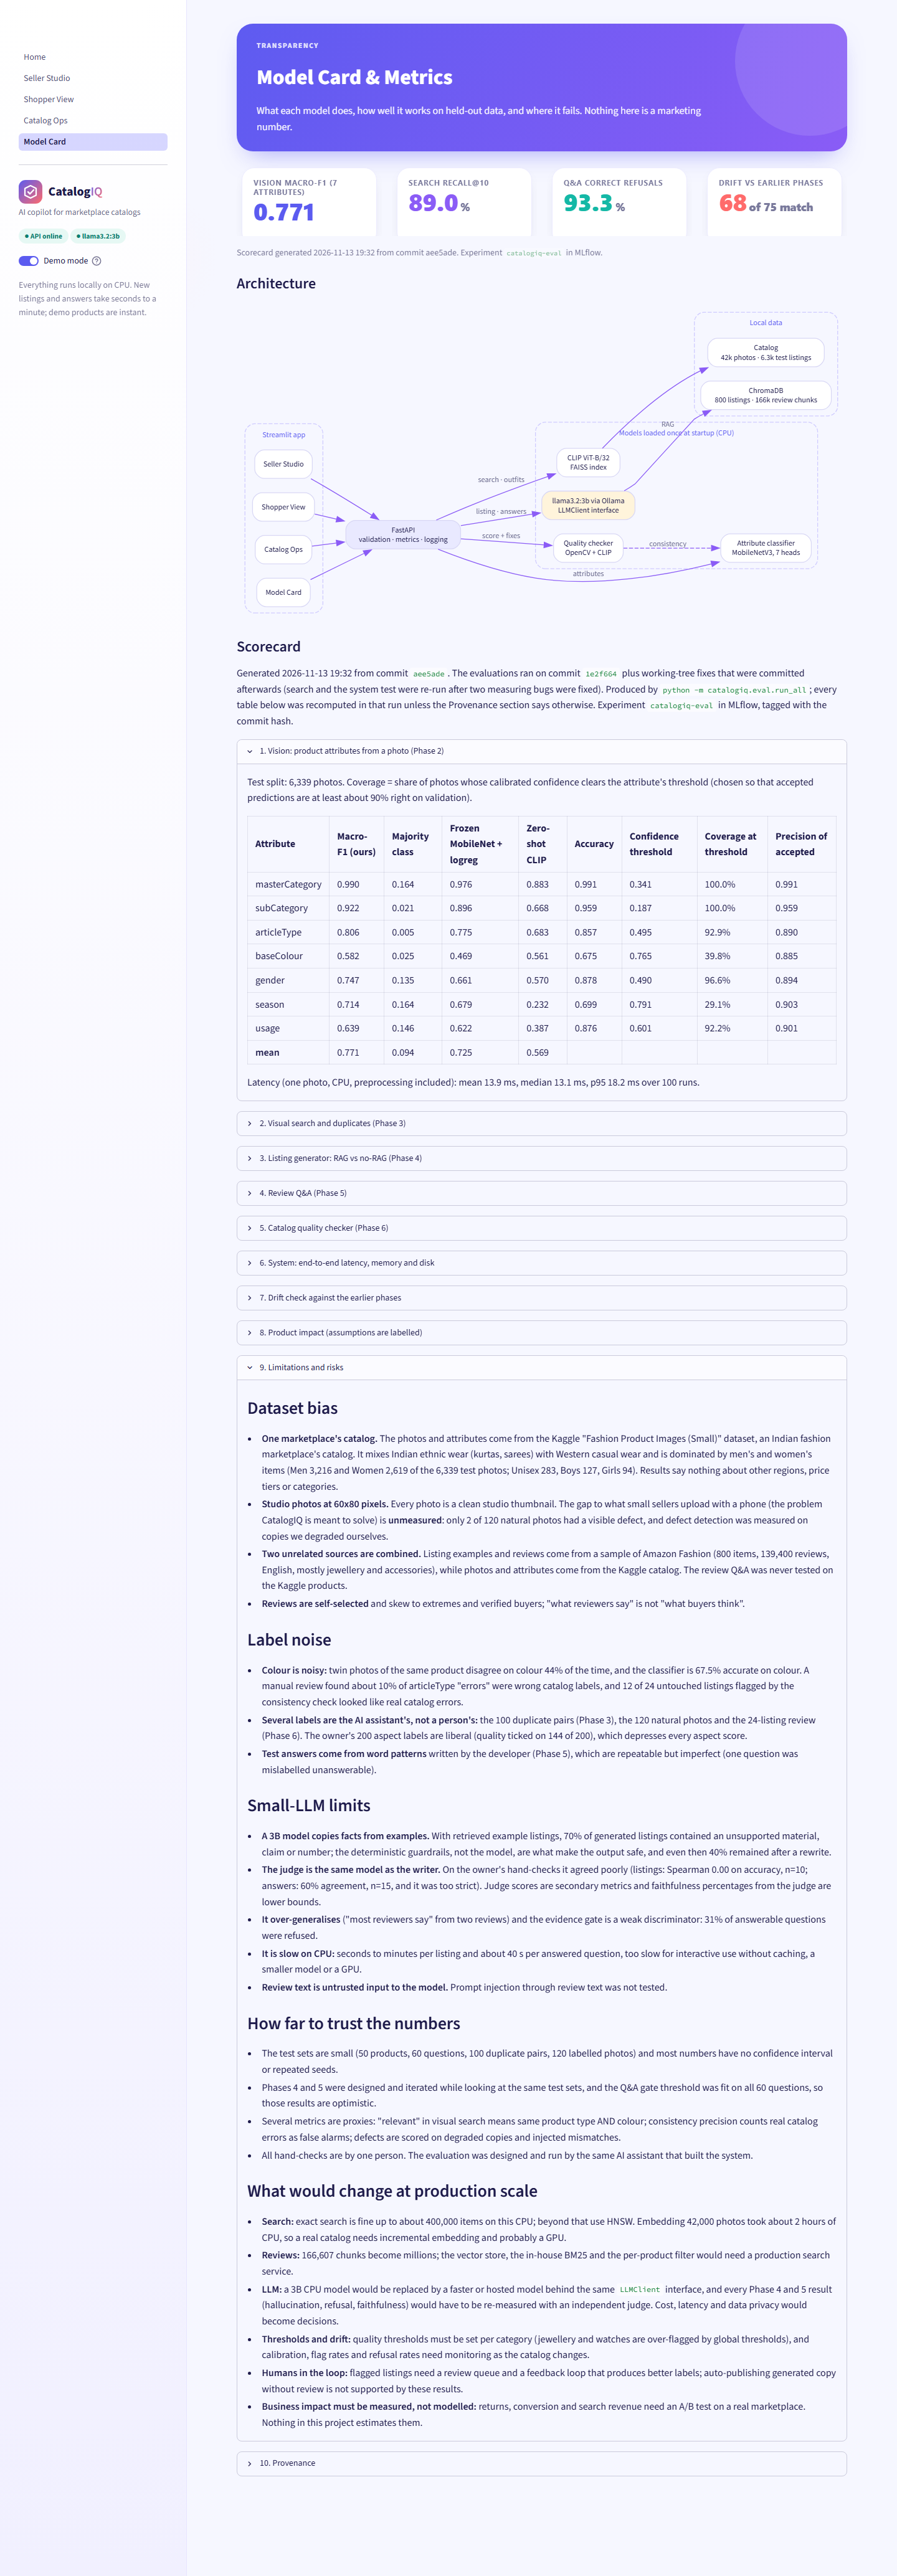 Home
Seller Studio
Shopper View
Catalog Ops
Model Card
CatalogIQ
AI copilot for marketplace catalogs
API online
llama3.2:3b
Demo mode
Everything runs locally on CPU. New
listings and answers take seconds to a
minute; demo products are instant.
TRANSPARENCY
Model Card & Metrics
What each model does, how well it works on held-out data, and where it fails. Nothing here is a marketing
number.
VISION MACRO-F1 (7
ATTRIBUTES)
0.771
SEARCH RECALL@10
89.0 %
Q&A CORRECT REFUSALS
93.3 %
DRIFT VS EARLIER PHASES
68 of 75 match
Scorecard generated 2026-11-13 19:32 from commit aee5ade. Experiment catalogiq-eval in MLflow.
Architecture
Local data
Catalog
42k photos · 6.3k test listings
ChromaDB
800 listings · 166k review chunks
RAG
Models loaded once at startup (CPU)
Streamlit app
Seller Studio
Shopper View
Catalog Ops
Model Card
FastAPI
validation · metrics · logging
search · outfits
listing · answers
score + fixes
attributes
CLIP ViT-B/32
FAISS index
llama3.2:3b via Ollama
LLMClient interface
Quality checker
OpenCV + CLIP
consistency
Attribute classifier
MobileNetV3, 7 heads
Scorecard
Generated 2026-11-13 19:32 from commit aee5ade . The evaluations ran on commit 1e2f664 plus working-tree fixes that were committed
afterwards (search and the system test were re-run after two measuring bugs were fixed). Produced by python -m catalogiq.eval.run_all ; every
table below was recomputed in that run unless the Provenance section says otherwise. Experiment catalogiq-eval in MLflow, tagged with the
commit hash.
1. Vision: product attributes from a photo (Phase 2)
Test split: 6,339 photos. Coverage = share of photos whose calibrated confidence clears the attribute's threshold (chosen so that accepted
predictions are at least about 90% right on validation).
Attribute Macro-F1 (ours) Majority class Frozen MobileNet + logreg Zero-shot CLIP Accuracy Confidence threshold Coverage at threshold Precision of accepted
masterCategory 0.990 0.164 0.976 0.883 0.991 0.341 100.0% 0.991
subCategory 0.922 0.021 0.896 0.668 0.959 0.187 100.0% 0.959
articleType 0.806 0.005 0.775 0.683 0.857 0.495 92.9% 0.890
baseColour 0.582 0.025 0.469 0.561 0.675 0.765 39.8% 0.885
gender 0.747 0.135 0.661 0.570 0.878 0.490 96.6% 0.894
season 0.714 0.164 0.679 0.232 0.699 0.791 29.1% 0.903
usage 0.639 0.146 0.622 0.387 0.876 0.601 92.2% 0.901
mean 0.771 0.094 0.725 0.569
Latency (one photo, CPU, preprocessing included): mean 13.9 ms, median 13.1 ms, p95 18.2 ms over 100 runs.
2. Visual search and duplicates (Phase 3)
3. Listing generator: RAG vs no-RAG (Phase 4)
4. Review Q&A (Phase 5)
5. Catalog quality checker (Phase 6)
6. System: end-to-end latency, memory and disk
7. Drift check against the earlier phases
8. Product impact (assumptions are labelled)
9. Limitations and risks
Dataset bias
• One marketplace's catalog. The photos and attributes come from the Kaggle "Fashion Product Images (Small)" dataset, an Indian fashion
marketplace's catalog. It mixes Indian ethnic wear (kurtas, sarees) with Western casual wear and is dominated by men's and women's
items (Men 3,216 and Women 2,619 of the 6,339 test photos; Unisex 283, Boys 127, Girls 94). Results say nothing about other regions, price
tiers or categories.
• Studio photos at 60x80 pixels. Every photo is a clean studio thumbnail. The gap to what small sellers upload with a phone (the problem
CatalogIQ is meant to solve) is unmeasured: only 2 of 120 natural photos had a visible defect, and defect detection was measured on
copies we degraded ourselves.
• Two unrelated sources are combined. Listing examples and reviews come from a sample of Amazon Fashion (800 items, 139,400 reviews,
English, mostly jewellery and accessories), while photos and attributes come from the Kaggle catalog. The review Q&A was never tested on
the Kaggle products.
• Reviews are self-selected and skew to extremes and verified buyers; "what reviewers say" is not "what buyers think".
Label noise
• Colour is noisy: twin photos of the same product disagree on colour 44% of the time, and the classifier is 67.5% accurate on colour. A
manual review found about 10% of articleType "errors" were wrong catalog labels, and 12 of 24 untouched listings flagged by the
consistency check looked like real catalog errors.
• Several labels are the AI assistant's, not a person's: the 100 duplicate pairs (Phase 3), the 120 natural photos and the 24-listing review
(Phase 6). The owner's 200 aspect labels are liberal (quality ticked on 144 of 200), which depresses every aspect score.
• Test answers come from word patterns written by the developer (Phase 5), which are repeatable but imperfect (one question was
mislabelled unanswerable).
Small-LLM limits
• A 3B model copies facts from examples. With retrieved example listings, 70% of generated listings contained an unsupported material,
claim or number; the deterministic guardrails, not the model, are what make the output safe, and even then 40% remained after a rewrite.
• The judge is the same model as the writer. On the owner's hand-checks it agreed poorly (listings: Spearman 0.00 on accuracy, n=10;
answers: 60% agreement, n=15, and it was too strict). Judge scores are secondary metrics and faithfulness percentages from the judge are
lower bounds.
• It over-generalises ("most reviewers say" from two reviews) and the evidence gate is a weak discriminator: 31% of answerable questions
were refused.
• It is slow on CPU: seconds to minutes per listing and about 40 s per answered question, too slow for interactive use without caching, a
smaller model or a GPU.
• Review text is untrusted input to the model. Prompt injection through review text was not tested.
How far to trust the numbers
• The test sets are small (50 products, 60 questions, 100 duplicate pairs, 120 labelled photos) and most numbers have no confidence interval
or repeated seeds.
• Phases 4 and 5 were designed and iterated while looking at the same test sets, and the Q&A gate threshold was fit on all 60 questions, so
those results are optimistic.
• Several metrics are proxies: "relevant" in visual search means same product type AND colour; consistency precision counts real catalog
errors as false alarms; defects are scored on degraded copies and injected mismatches.
• All hand-checks are by one person. The evaluation was designed and run by the same AI assistant that built the system.
What would change at production scale
• Search: exact search is fine up to about 400,000 items on this CPU; beyond that use HNSW. Embedding 42,000 photos took about 2 hours of
CPU, so a real catalog needs incremental embedding and probably a GPU.
• Reviews: 166,607 chunks become millions; the vector store, the in-house BM25 and the per-product filter would need a production search
service.
• LLM: a 3B CPU model would be replaced by a faster or hosted model behind the same LLMClient interface, and every Phase 4 and 5 result
(hallucination, refusal, faithfulness) would have to be re-measured with an independent judge. Cost, latency and data privacy would
become decisions.
• Thresholds and drift: quality thresholds must be set per category (jewellery and watches are over-flagged by global thresholds), and
calibration, flag rates and refusal rates need monitoring as the catalog changes.
• Humans in the loop: flagged listings need a review queue and a feedback loop that produces better labels; auto-publishing generated copy
without review is not supported by these results.
• Business impact must be measured, not modelled: returns, conversion and search revenue need an A/B test on a real marketplace.
Nothing in this project estimates them.
10. Provenance